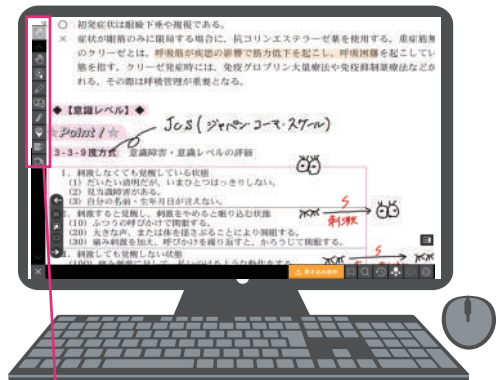 ○ 初発症状は眼瞼下垂や複視である。
× 症状が眼筋のみに限局する場合に、抗コリンエステラーゼ薬を使用する。重症筋無
のクリーゼとは、呼吸筋が疾患の影響で筋力低下を起こし、呼吸困難を起こしてい
態を指す。クリーゼ発症時には、免疫グロブリン大量療法や免疫抑制薬療法などが
れる。その際は呼吸管理が重要となる。
◆【意識レベル】◆
JCS(ジャパン・コーマ・スケール)
☆Point!☆
3-3-9度方式 意識障害・意識レベルの評価
Ⅰ. 刺激しなくても覚醒している状態
(1) だいたい清明だが、いまひとつはっきりしない。
(2) 見当識障害がある。
(3) 自分の名前・生年月日が言えない。
刺激すると覚醒し、刺激をやめると眠り込む状態
(10) ふつうの呼びかけで開眼する。
(20) 大きな声、または体を揺さぶることにより開眼する。
(30) 痛み刺激を加え、呼びかけを繰り返すと、かろうじて開眼する。
S
刺激
刺激しても覚醒しない状態
S
書き込み保存